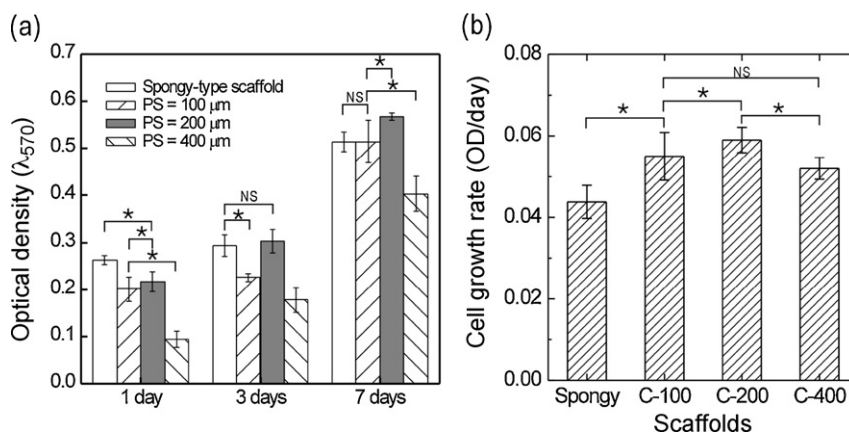 (a)
0.7
0.6
0.5
0.4
0.3
0.2
0.1
0.0
Optical density (λ₅₇₀)
Spongy-type scaffold
PS = 100 μm
PS = 200 μm
PS = 400 μm
* * *
* NS
NS * *
1 day 3 days 7 days
(b)
0.08
0.06
0.04
0.02
0.00
Cell growth rate (OD/day)
NS
* * *
Spongy C-100 C-200 C-400
Scaffolds